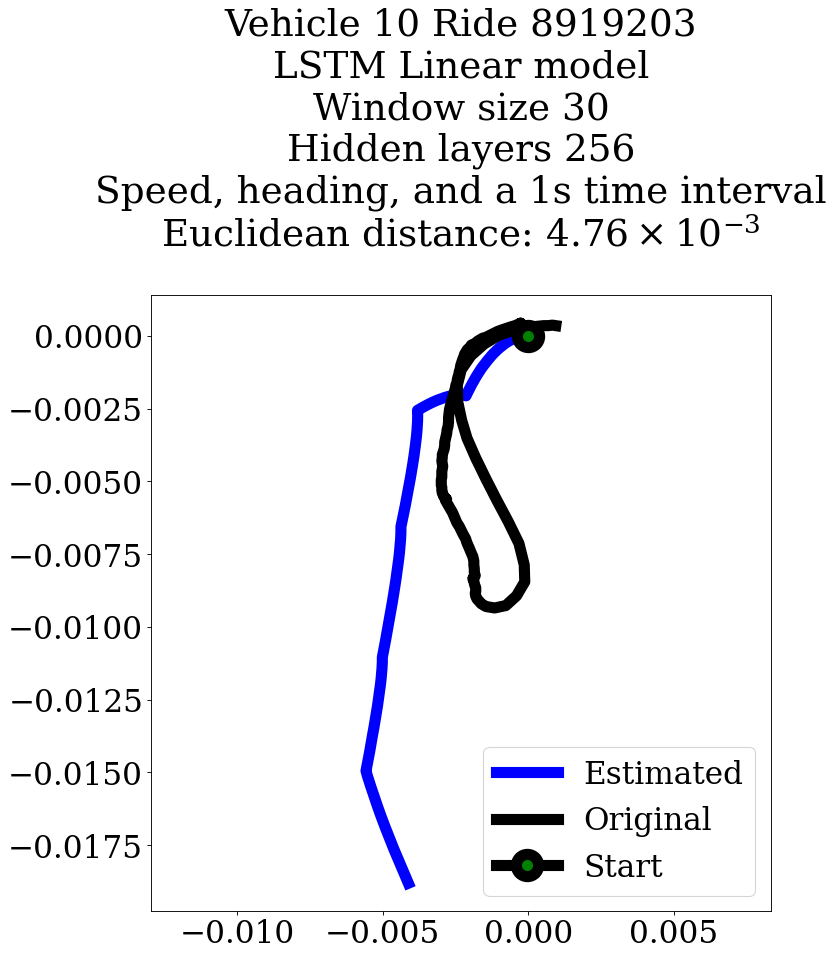 Vehicle 10 Ride 8919203
LSTM Linear model
Window size 30
Hidden layers 256
Speed, heading, and a 1s time interval
Euclidean distance: 4.76 × 10⁻³
0.0000
−0.0025
−0.0050
−0.0075
−0.0100
−0.0125
−0.0150
−0.0175
Estimated
Original
Start
−0.010 −0.005 0.000 0.005